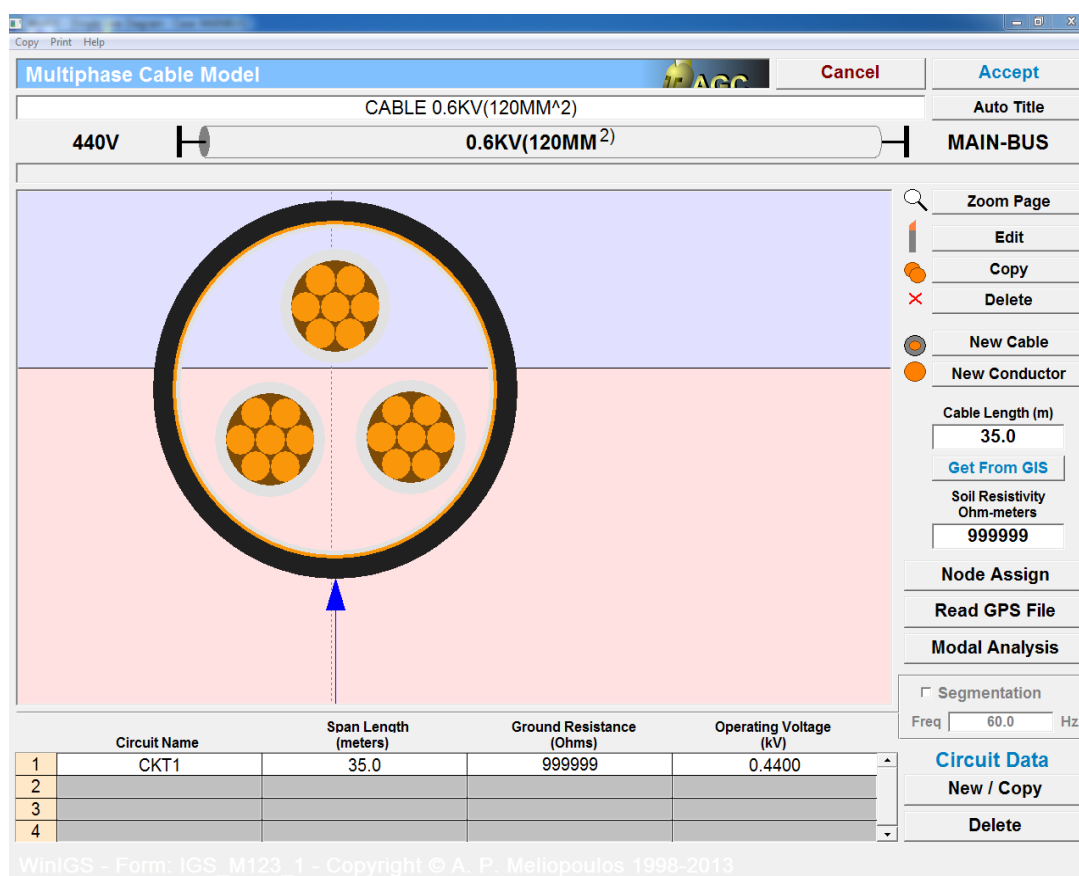 Copy Print Help
Multiphase Cable Model
AGC
Cancel
Accept
CABLE 0.6KV(120MM^2)
Auto Title
440V
0.6KV(120MM2)
MAIN-BUS
Zoom Page
Edit
Copy
Delete
New Cable
New Conductor
Cable Length (m)
35.0
Get From GIS
Soil Resistivity
Ohm-meters
999999
Node Assign
Read GPS File
Modal Analysis
Segmentation
Freq 60.0 Hz
Circuit Name Span Length (meters) Ground Resistance (Ohms) Operating Voltage (kV)
1 CKT1 35.0 999999 0.4400
2
3
4
Circuit Data
New / Copy
Delete
WinIGS - Form: IGS_M123_1 - Copyright © A. P. Meliopoulos 1998-2013